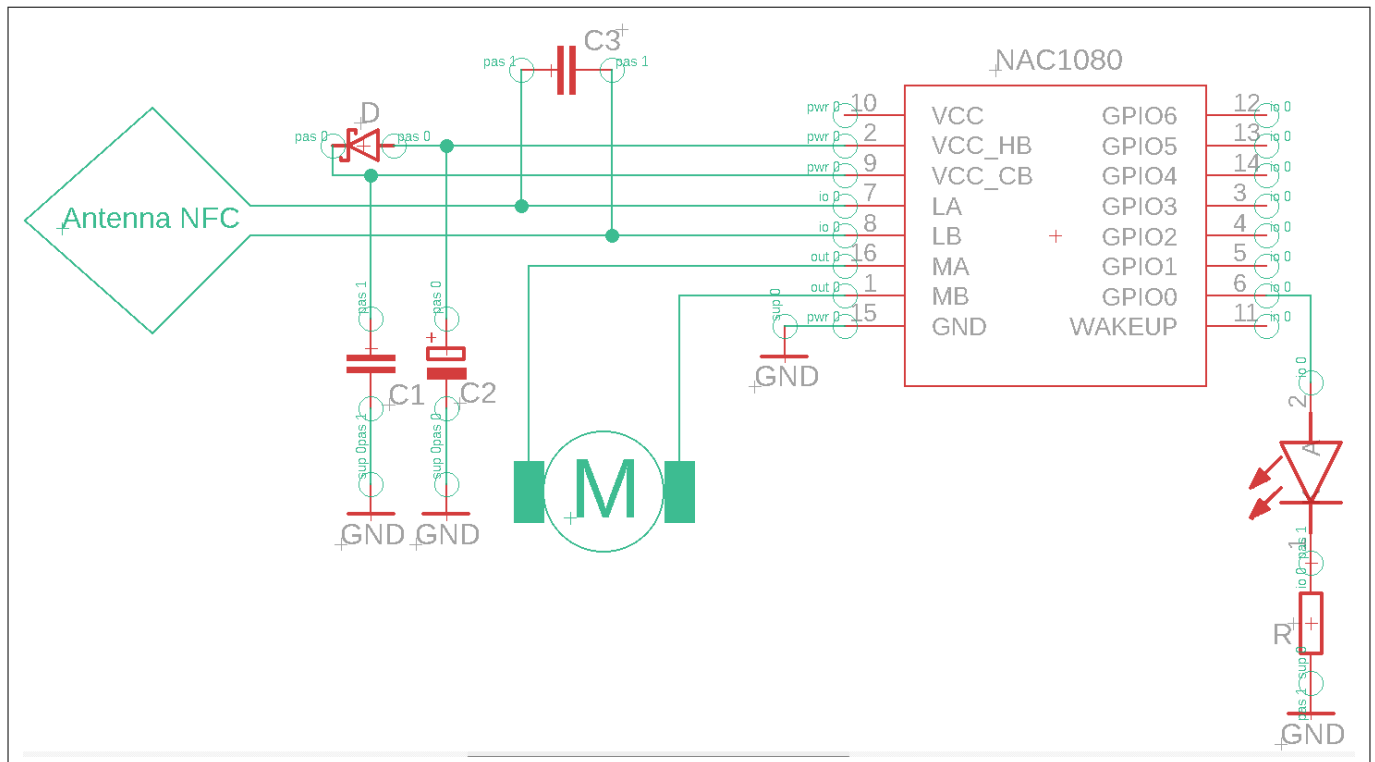 C3
pas 1
pas 1
NAC1080
D
pas 0
pas 0
Antenna NFC
pwr 0
10
VCC
pwr 0
2
VCC_HB
pwr 0
9
VCC_CB
io 0
7
LA
io 0
8
LB
out 0
16
MA
out 0
1
MB
pwr 0
15
GND
GPIO6
12
io 0
GPIO5
13
io 0
GPIO4
14
io 0
GPIO3
3
io 0
GPIO2
4
io 0
GPIO1
5
io 0
GPIO0
6
io 0
WAKEUP
11
in 0
sup 0
GND
pas 1
pas 0
+
C1
C2
pas 1
pas 0
sup 0
sup 0
GND
GND
M
io 0
2
A
1
pas 1
io 0
R
sup 0
pas 1
GND